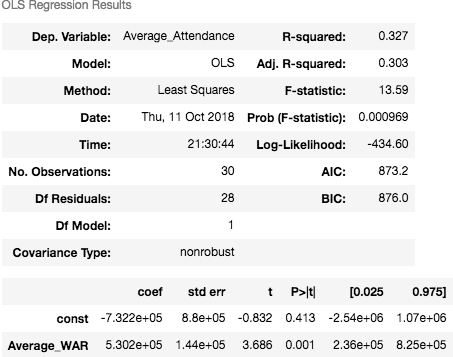 OLS Regression Results
Dep. Variable: Average_Attendance R-squared: 0.327
Model: OLS Adj. R-squared: 0.303
Method: Least Squares F-statistic: 13.59
Date: Thu, 11 Oct 2018 Prob (F-statistic): 0.000969
Time: 21:30:44 Log-Likelihood: -434.60
No. Observations: 30 AIC: 873.2
Df Residuals: 28 BIC: 876.0
Df Model: 1
Covariance Type: nonrobust
coef std err t P>|t| [0.025 0.975]
const -7.322e+05 8.8e+05 -0.832 0.413 -2.54e+06 1.07e+06
Average_WAR 5.302e+05 1.44e+05 3.686 0.001 2.36e+05 8.25e+05